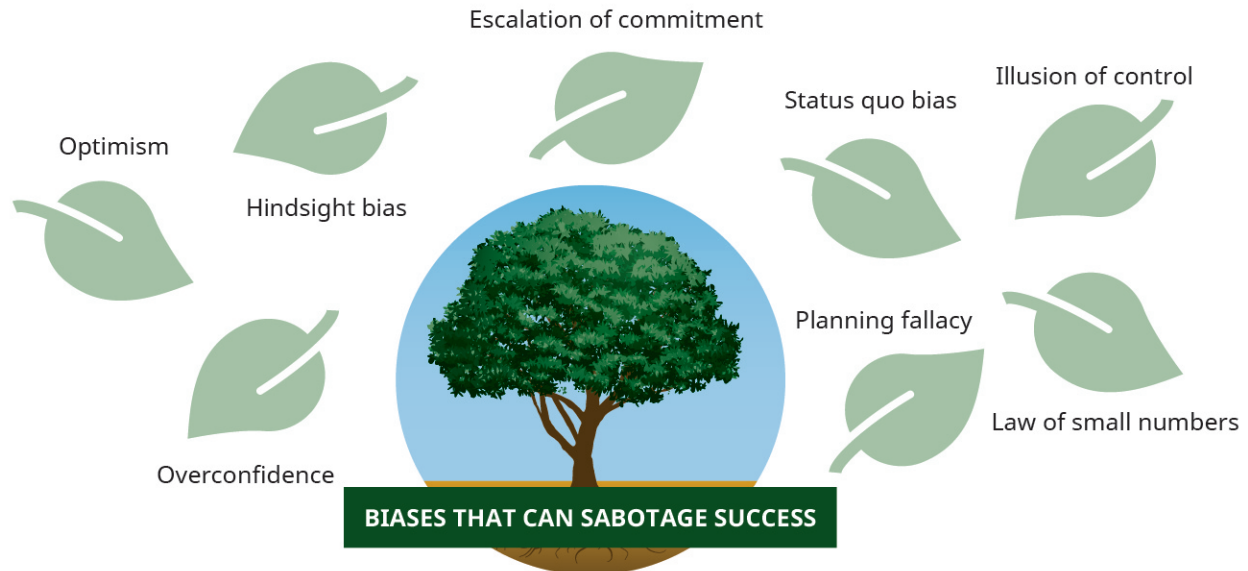 Escalation of commitment
Illusion of control
Status quo bias
Optimism
Hindsight bias
Planning fallacy
Law of small numbers
Overconfidence
BIASES THAT CAN SABOTAGE SUCCESS